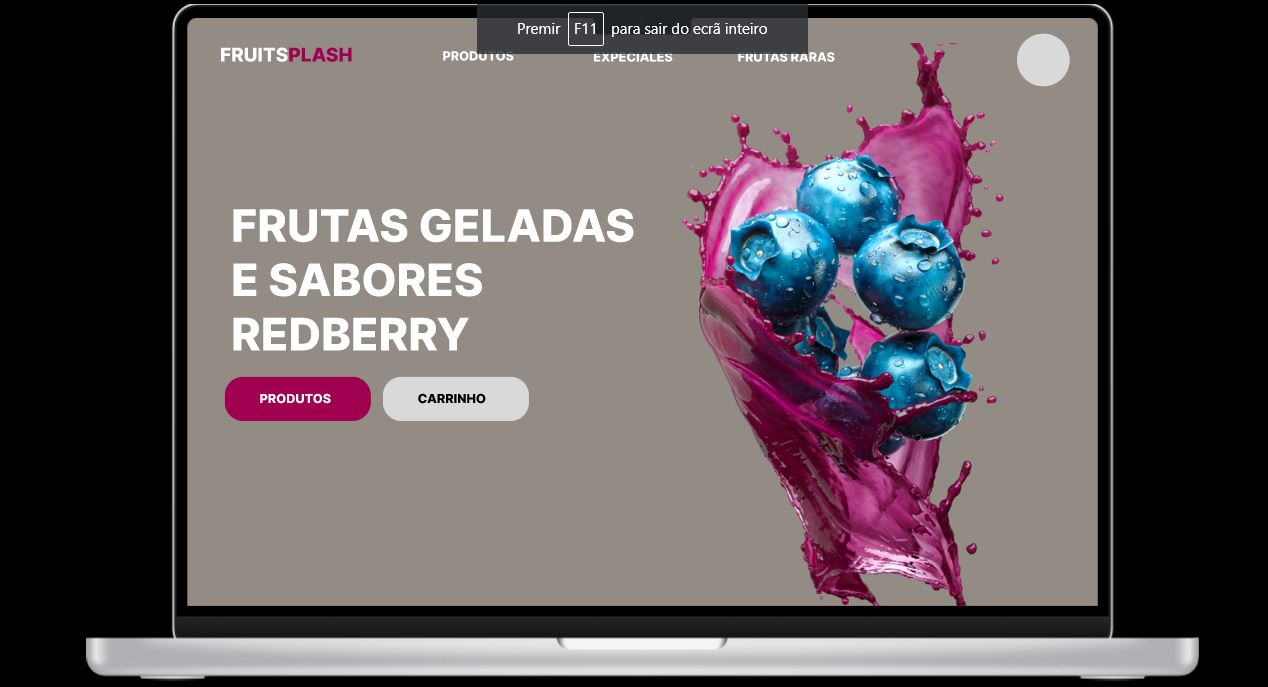 Premir F11 para sair do ecrã inteiro
FRUITSPLASH
PRODUTOS
EXPECIALES
FRUTAS RARAS
FRUTAS GELADAS
E SABORES
REDBERRY
PRODUTOS
CARRINHO